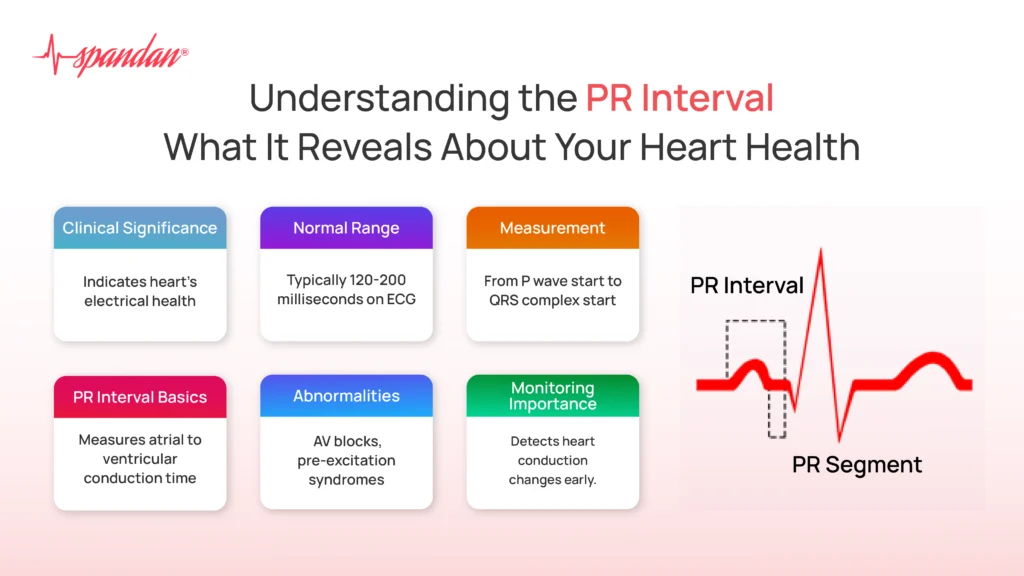 spandan®
Understanding the PR Interval
What It Reveals About Your Heart Health
Clinical Significance
Indicates heart's
electrical health
Normal Range
Typically 120-200
milliseconds on ECG
Measurement
From P wave start to
QRS complex start
PR Interval Basics
Measures atrial to
ventricular
conduction time
Abnormalities
AV blocks,
pre-excitation
syndromes
Monitoring
Importance
Detects heart
conduction
changes early.
PR Interval
PR Segment